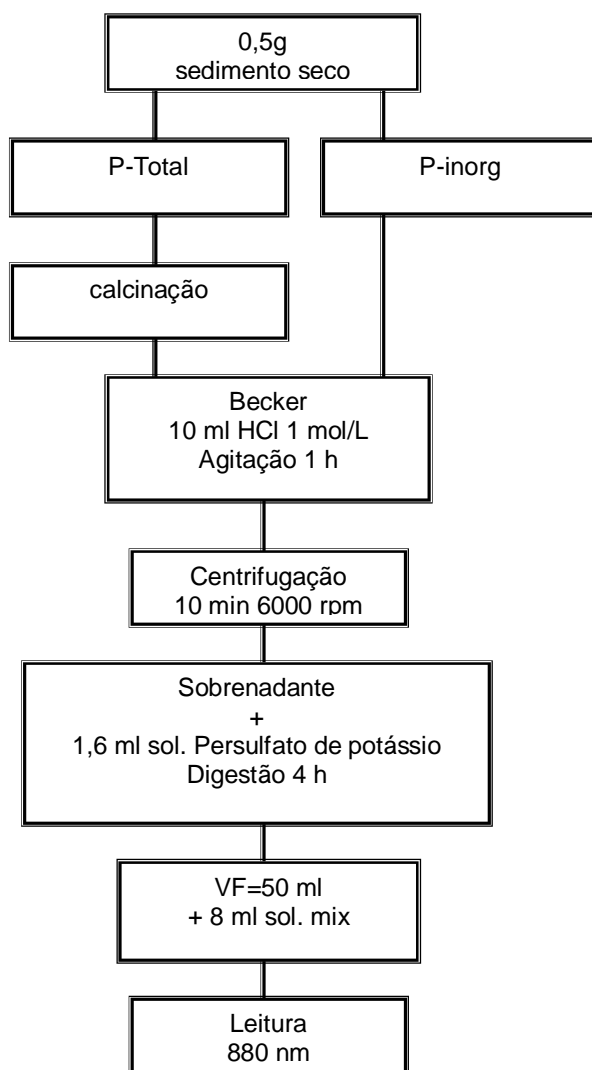 0,5g
sedimento seco
P-Total
P-inorg
calcinação
Becker
10 ml HCl 1 mol/L
Agitação 1 h
Centrifugação
10 min 6000 rpm
Sobrenadante
+
1,6 ml sol. Persulfato de potássio
Digestão 4 h
VF=50 ml
+ 8 ml sol. mix
Leitura
880 nm